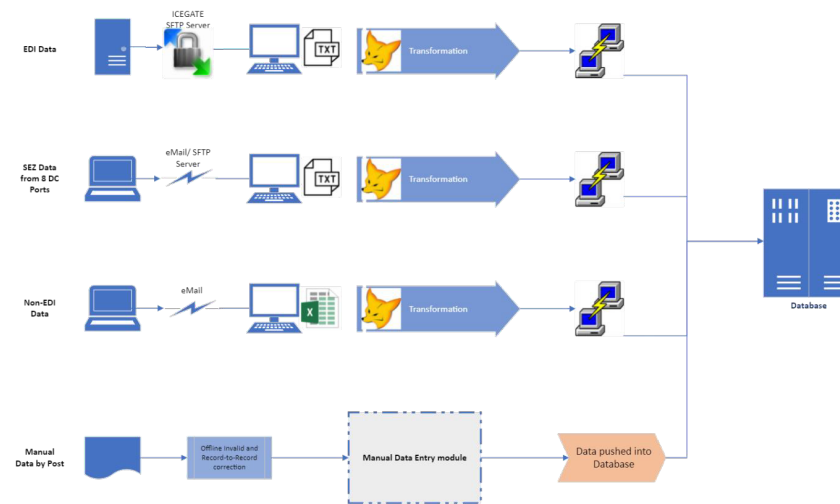 ICEGATE
SFTP Server
EDI Data
TXT
Transformation
eMail/ SFTP
Server
SEZ Data
from 8 DC
Ports
TXT
Transformation
eMail
Non-EDI
Data
X
Transformation
Database
Manual
Data by Post
Offline Invalid and
Record-to-Record
correction
Manual Data Entry module
Data pushed into
Database